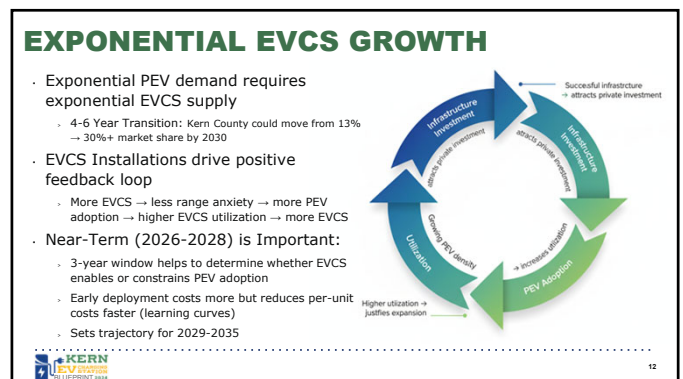 EXPONENTIAL EVCS GROWTH
• Exponential PEV demand requires
exponential EVCS supply
> 4-6 Year Transition: Kern County could move from 13%
→ 30%+ market share by 2030
• EVCS Installations drive positive
feedback loop
> More EVCS → less range anxiety → more PEV
adoption → higher EVCS utilization → more EVCS
• Near-Term (2026-2028) is Important:
> 3-year window helps to determine whether EVCS
enables or constrains PEV adoption
> Early deployment costs more but reduces per-unit
costs faster (learning curves)
> Sets trajectory for 2029-2035
Succesful infrastrcture
→ attracts private investment
Infrastructure
Investment
attracts private investment
Infrastructure
Investment
attracts private investment
→ increases utilization
PEV Adoption
Growing PEV density
Utilization
Higher utlization →
justfies expansion
KERN
EV CHARGING
STATION
BLUEPRINT
12